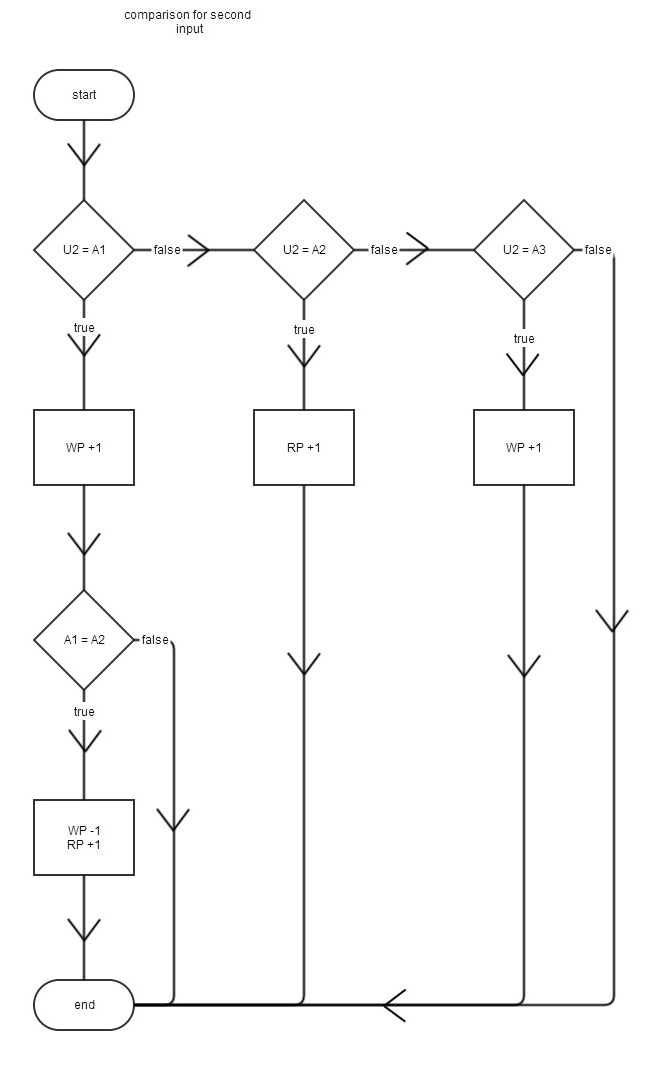 comparison for second
input
start
U2 = A1
false
U2 = A2
false
U2 = A3
false
true
true
true
WP +1
RP +1
WP +1
A1 = A2
false
true
WP -1
RP +1
end